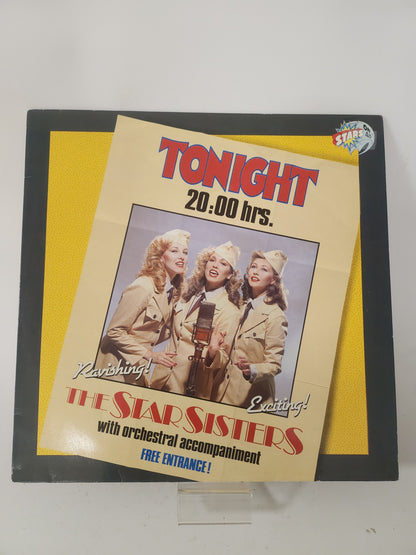 STARS
TONIGHT
20:00 hrs.
Ravishing!
Exciting!
THE STAR SISTERS
with orchestral accompaniment
FREE ENTRANCE!